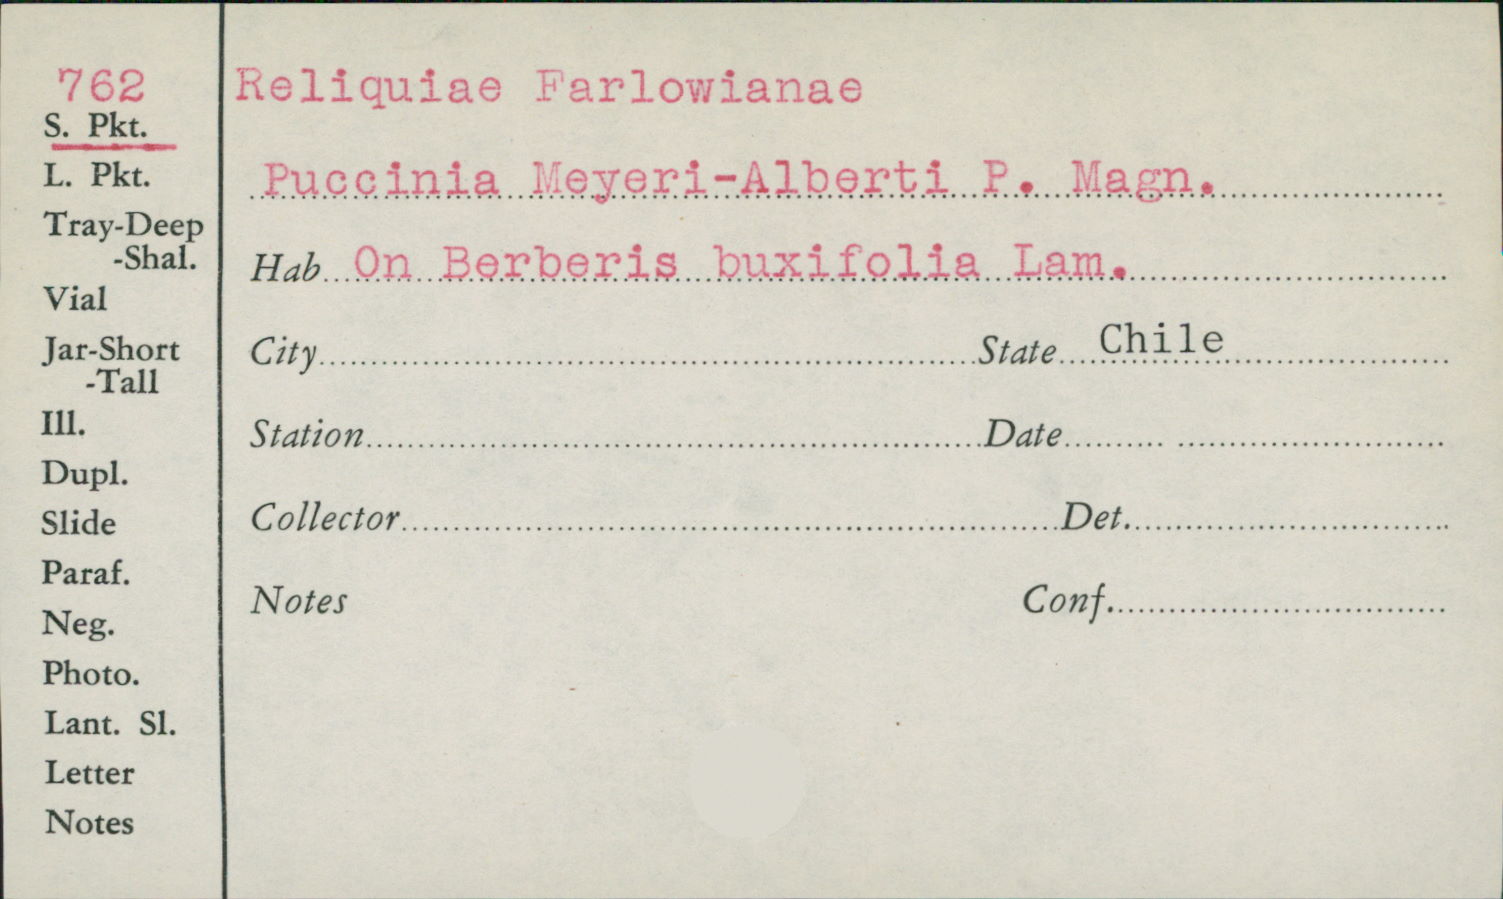 762
S. Pkt.
L. Pkt.
Tray-Deep
-Shal.
Vial
Jar-Short
-Tall
Ill.
Dupl.
Slide
Paraf.
Neg.
Photo.
Lant. Sl.
Letter
Notes
Reliquiae Farlowianae
Puccinia Meyeri-Alberti P. Magn.
Hab On Berberis buxifolia Lam.
City State Chile
Station Date
Collector Det.
Notes Conf.